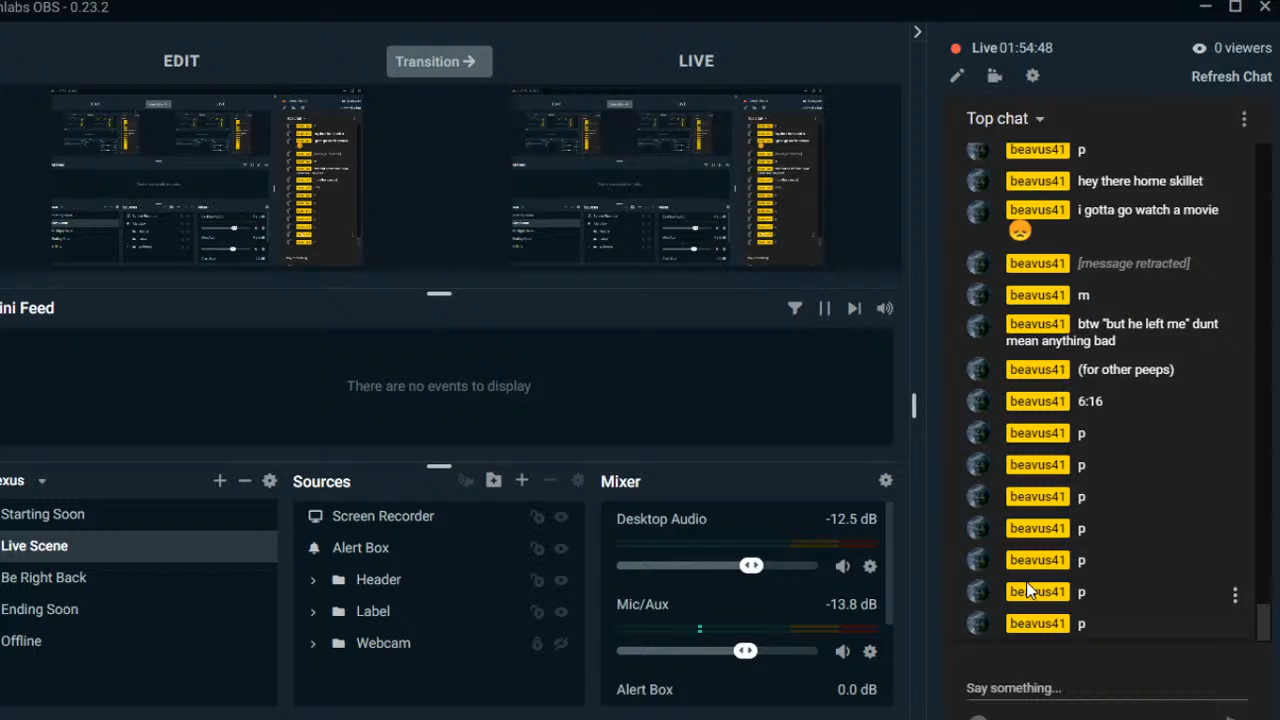 nlabs OBS - 0.23.2
EDIT
Transition
LIVE
ini Feed
There are no events to display
exus
Starting Soon
Live Scene
Be Right Back
Ending Soon
Offline
Sources
Screen Recorder
Alert Box
Header
Label
Webcam
Mixer
Desktop Audio -12.5 dB
Mic/Aux -13.8 dB
Alert Box 0.0 dB
Live 01:54:48
0 viewers
Refresh Chat
Top chat
beavus41 p
beavus41 hey there home skillet
beavus41 i gotta go watch a movie
😞
beavus41 [message retracted]
beavus41 m
beavus41 btw "but he left me" dunt
mean anything bad
beavus41 (for other peeps)
beavus41 6:16
beavus41 p
beavus41 p
beavus41 p
beavus41 p
beavus41 p
beavus41 p
beavus41 p
Say something...